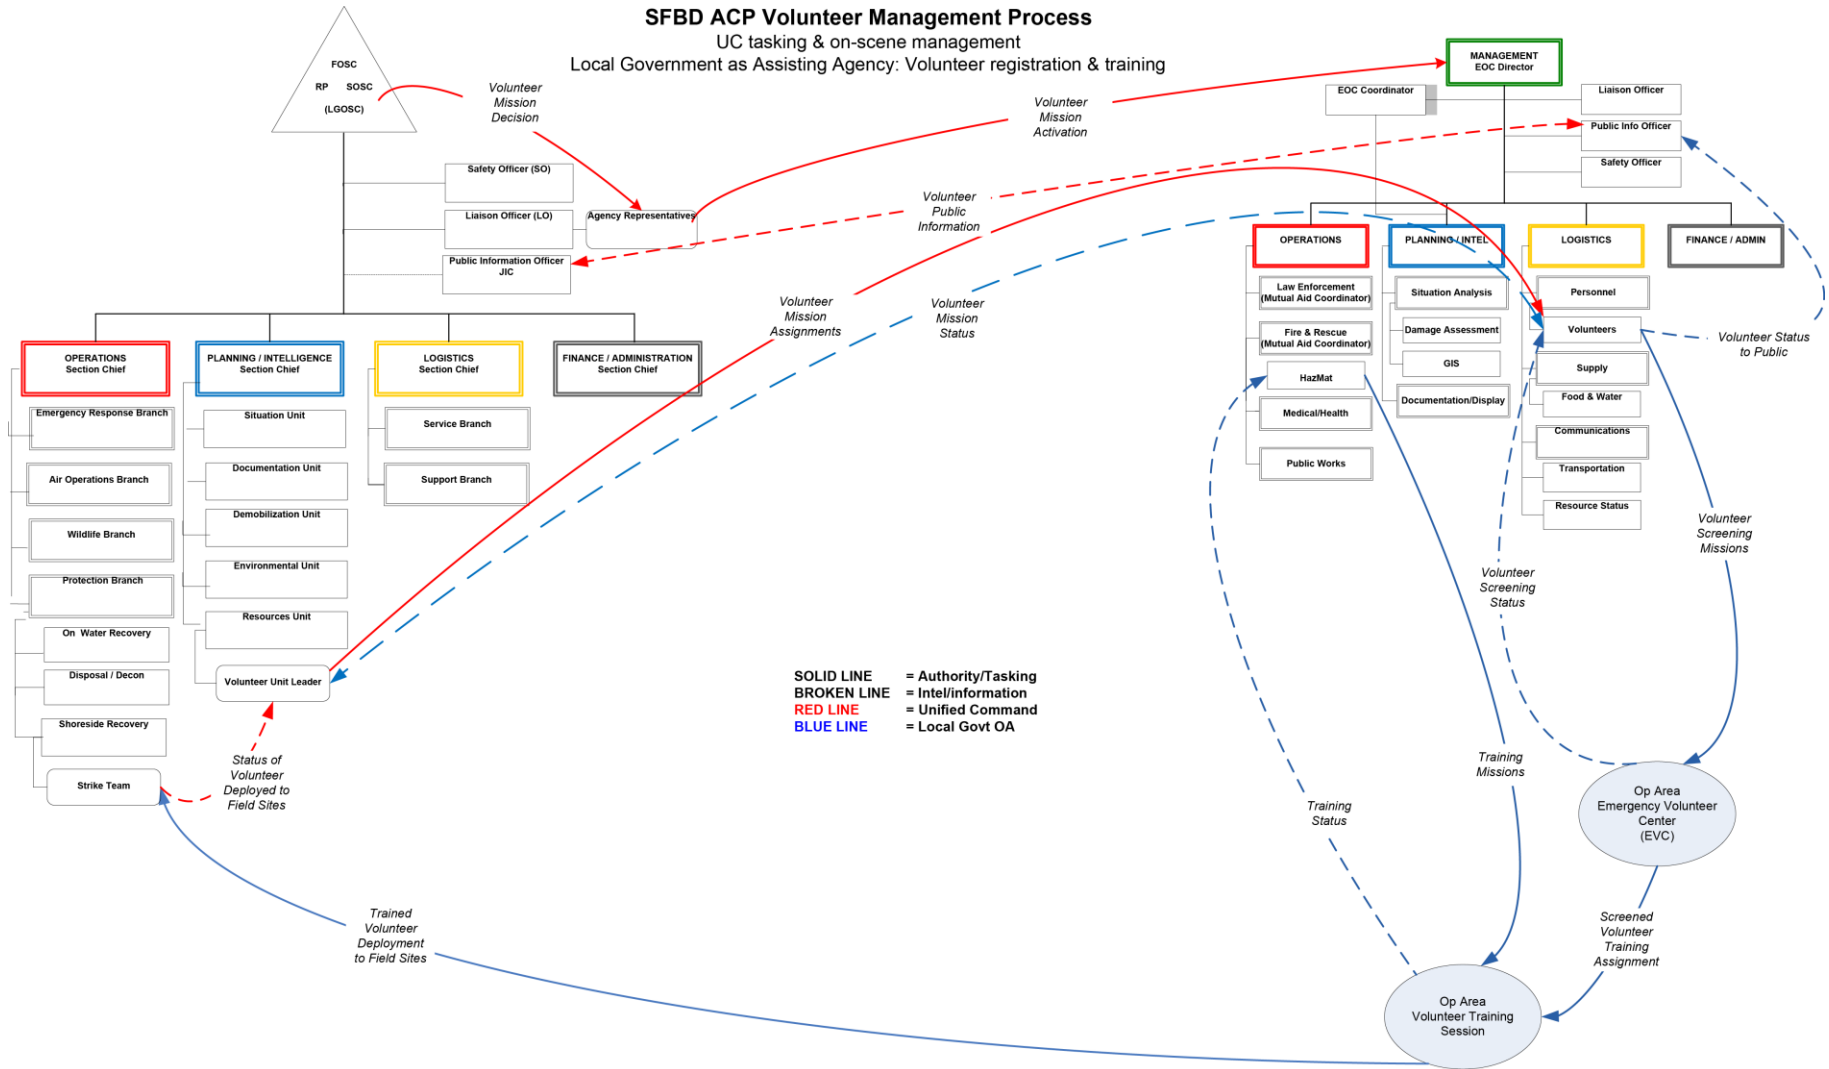 SFBD ACP Volunteer Management Process
UC tasking & on-scene management
Local Government as Assisting Agency: Volunteer registration & training
FOSC
RP SOSC
(LGOSC)
Volunteer
Mission
Decision
Safety Officer (SO)
Liaison Officer (LO)
Agency Representatives
Public Information Officer
JIC
OPERATIONS
Section Chief
PLANNING / INTELLIGENCE
Section Chief
LOGISTICS
Section Chief
FINANCE / ADMINISTRATION
Section Chief
Emergency Response Branch
Air Operations Branch
Wildlife Branch
Protection Branch
On Water Recovery
Disposal / Decon
Shoreside Recovery
Strike Team
Situation Unit
Documentation Unit
Demobilization Unit
Environmental Unit
Resources Unit
Volunteer Unit Leader
Service Branch
Support Branch
Status of
Volunteer
Deployed to
Field Sites
Trained
Volunteer
Deployment
to Field Sites
Volunteer
Mission
Activation
Volunteer
Public
Information
Volunteer
Mission
Assignments
Volunteer
Mission
Status
SOLID LINE = Authority/Tasking
BROKEN LINE = Intel/information
RED LINE = Unified Command
BLUE LINE = Local Govt OA
MANAGEMENT
EOC Director
EOC Coordinator
Liaison Officer
Public Info Officer
Safety Officer
OPERATIONS
PLANNING / INTEL
LOGISTICS
FINANCE / ADMIN
Law Enforcement
(Mutual Aid Coordinator)
Fire & Rescue
(Mutual Aid Coordinator)
HazMat
Medical/Health
Public Works
Situation Analysis
Damage Assessment
GIS
Documentation/Display
Personnel
Volunteers
Supply
Food & Water
Communications
Transportation
Resource Status
Volunteer Status
to Public
Volunteer
Screening
Missions
Volunteer
Screening
Status
Training
Missions
Training
Status
Op Area
Emergency Volunteer
Center
(EVC)
Screened
Volunteer
Training
Assignment
Op Area
Volunteer Training
Session